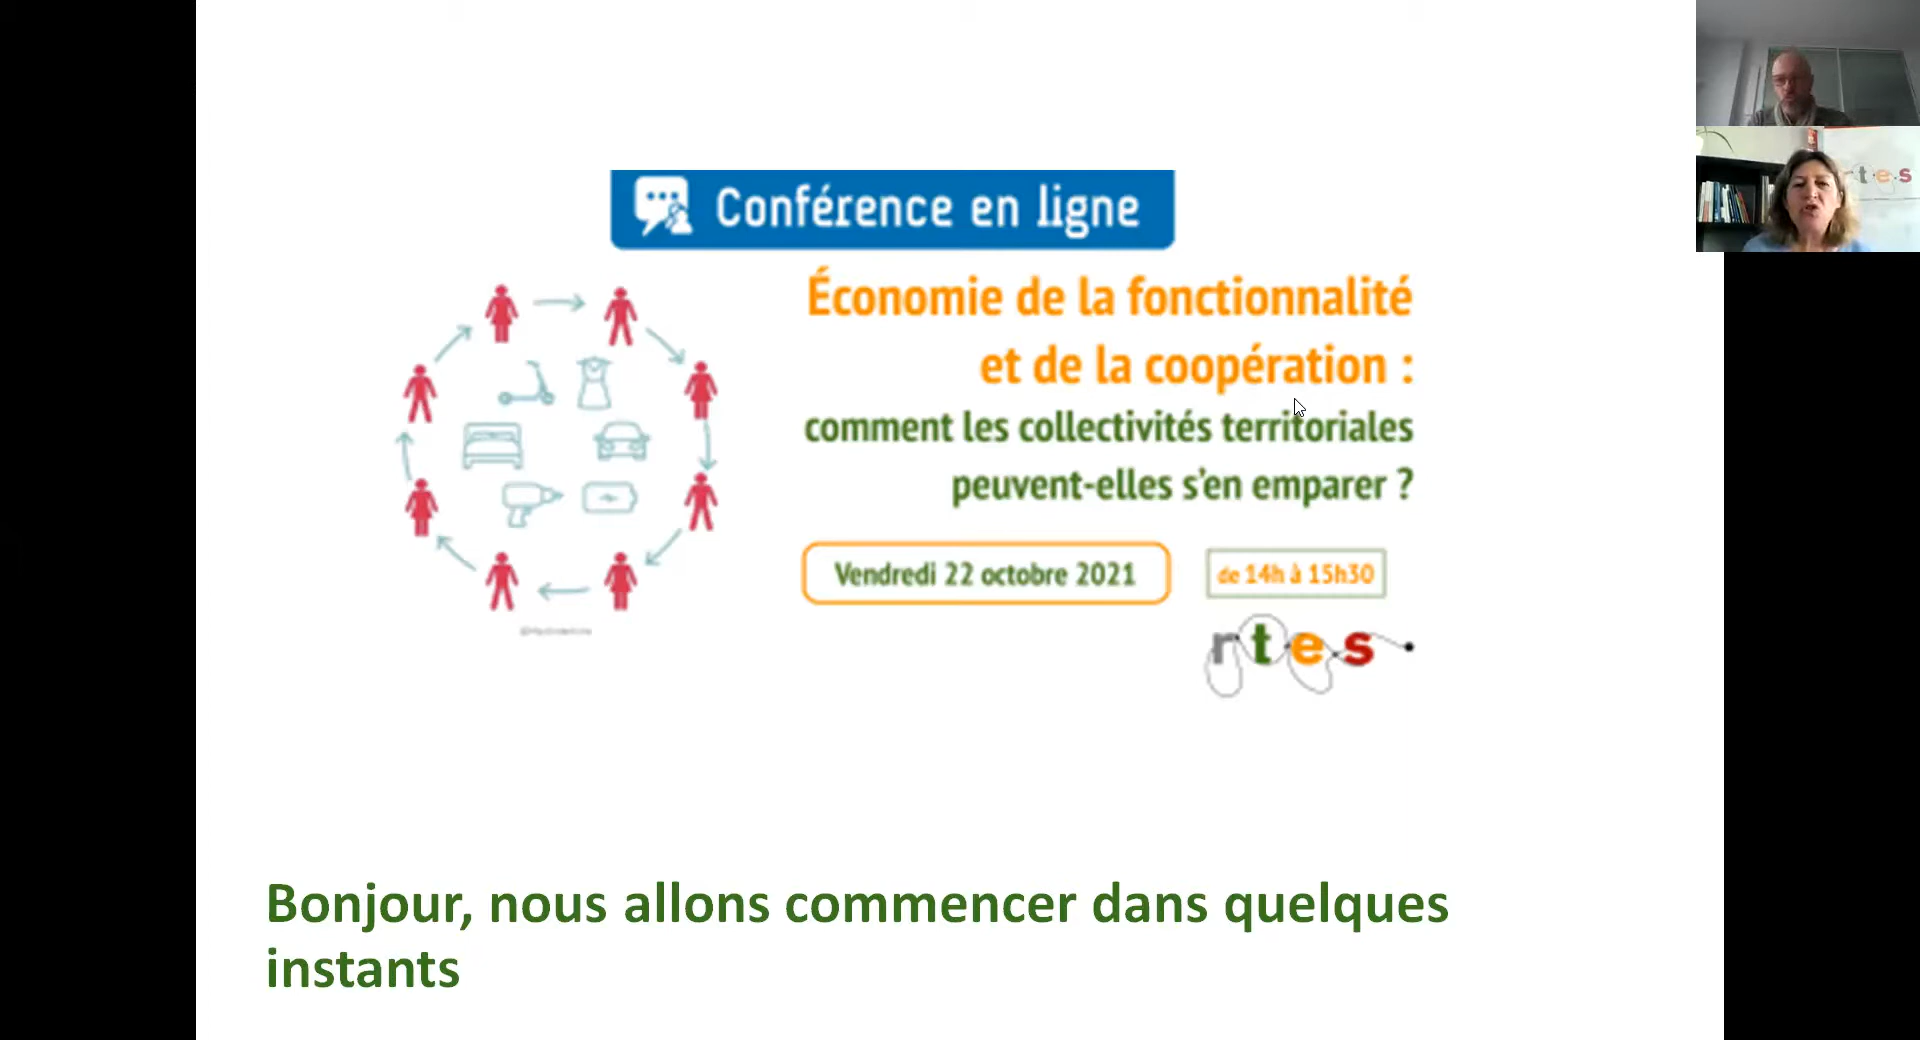 Conférence en ligne
Économie de la fonctionnalité
et de la coopération :
comment les collectivités territoriales
peuvent-elles s'en emparer ?
Vendredi 22 octobre 2021
de 14h à 15h30
rtes
Bonjour, nous allons commencer dans quelques
instants
t.e.s